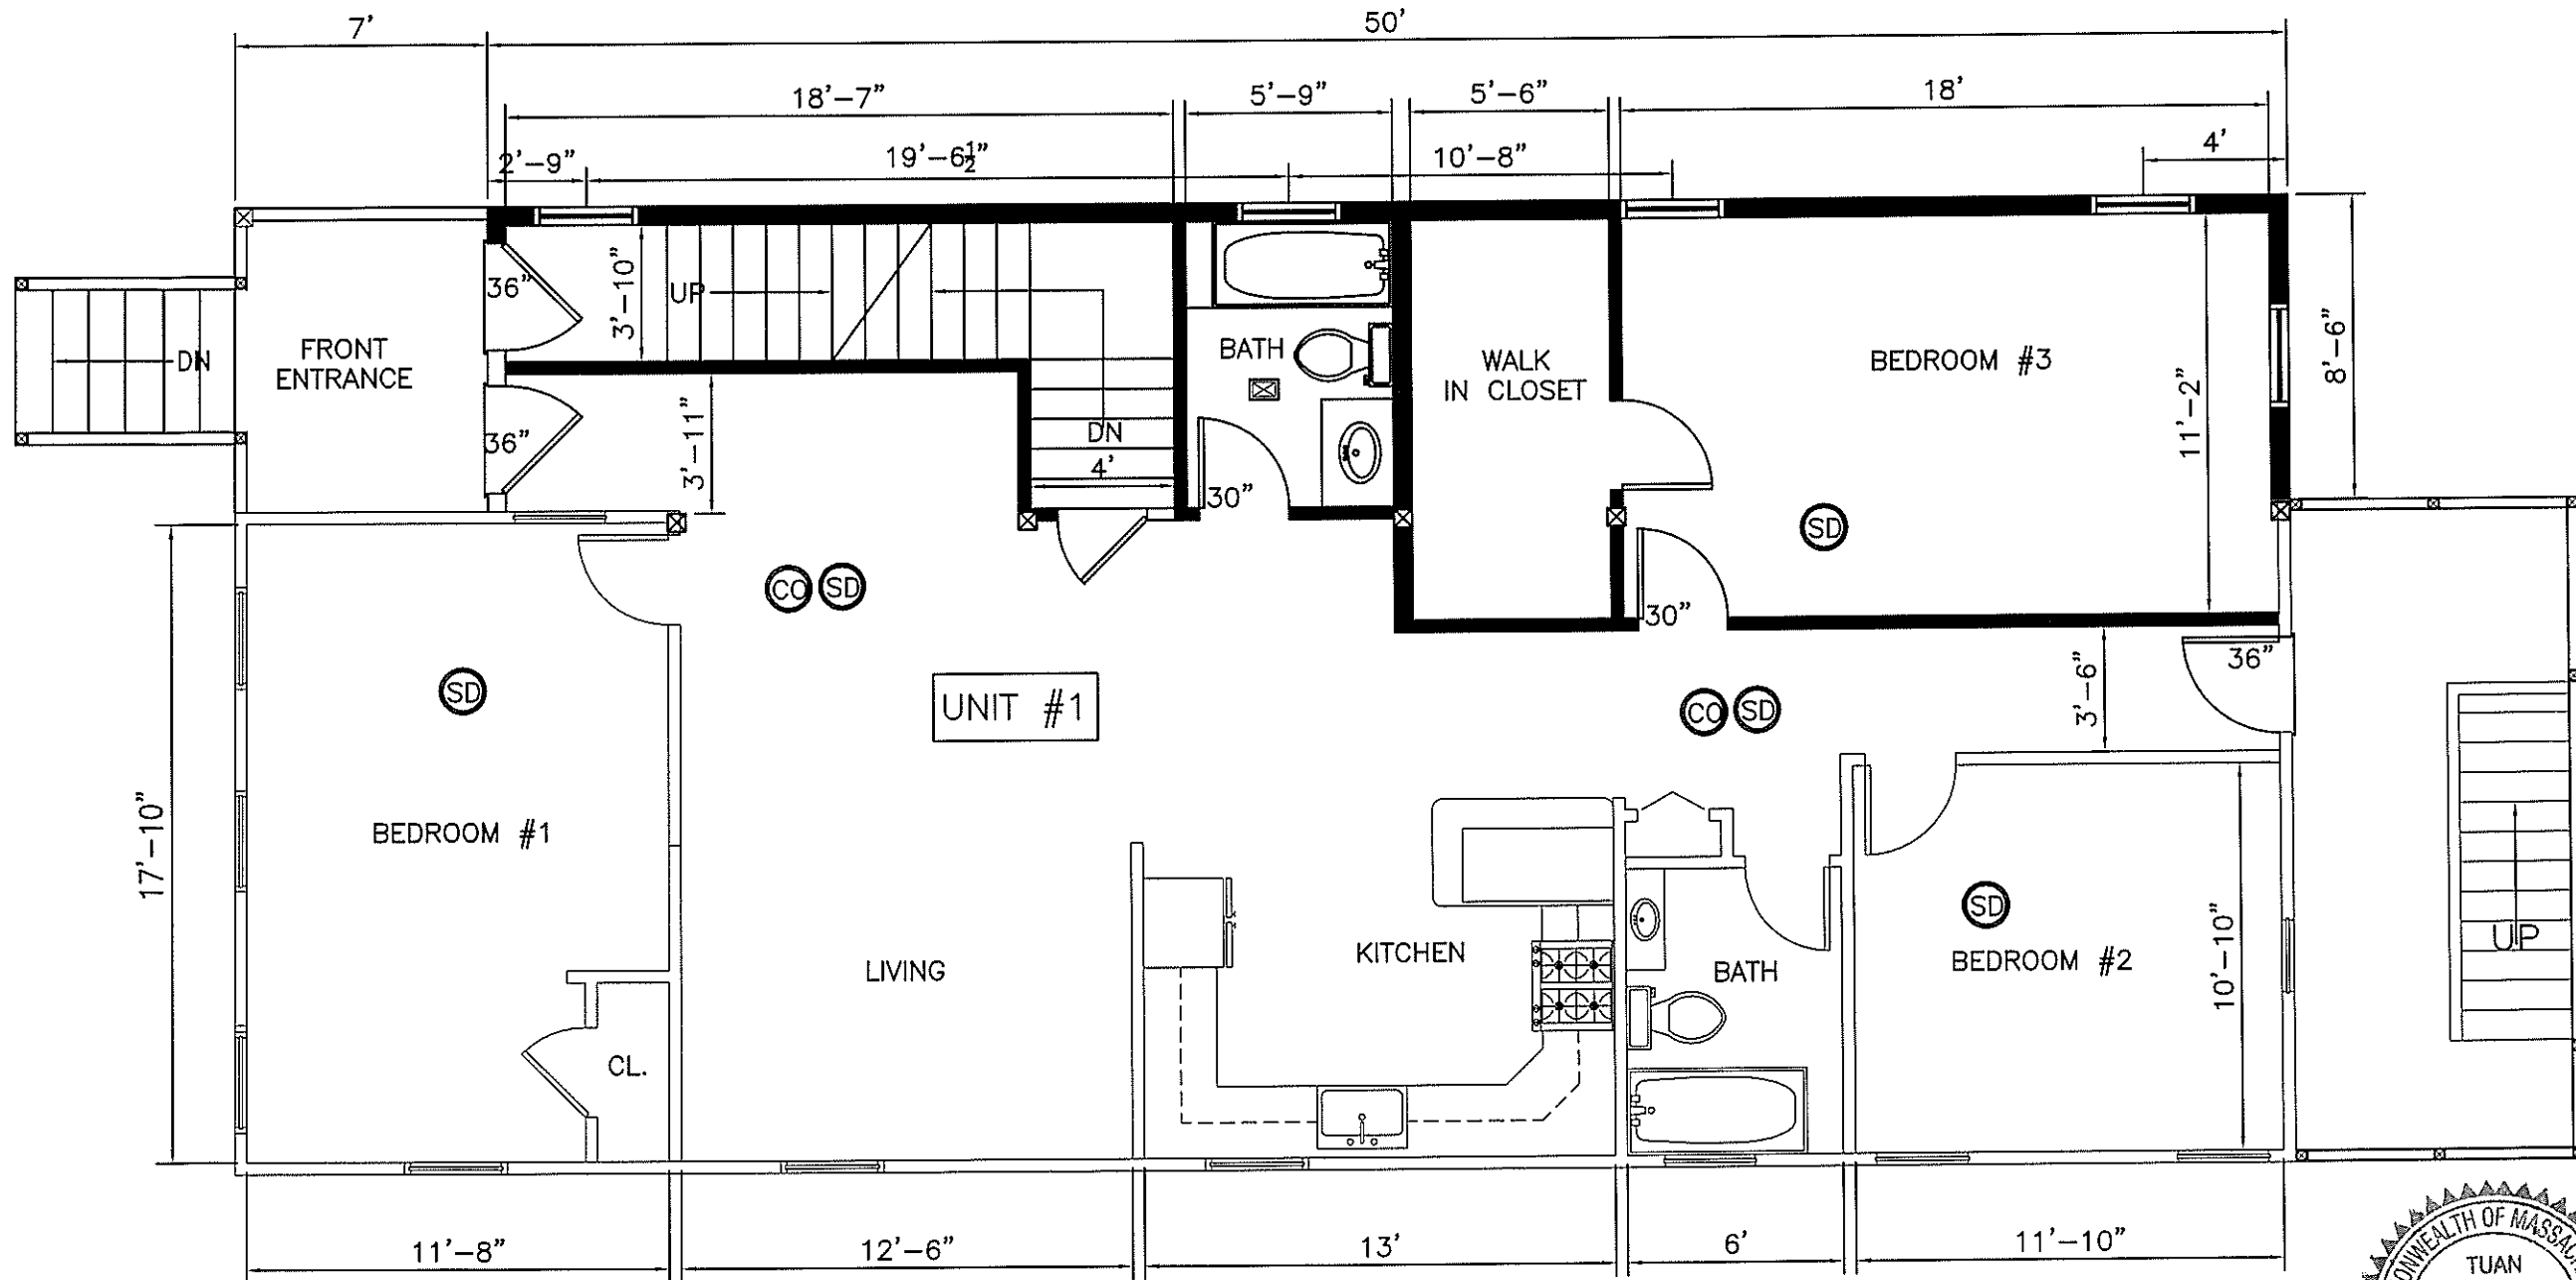 7'
50'
18'-7"
5'-9"
5'-6"
18'
2'-9"
19'-6½"
10'-8"
4'
36"
3'-10"
UP
DN
FRONT
ENTRANCE
BATH
WALK
IN CLOSET
BEDROOM #3
8'-6"
11'-2"
36"
3'-11"
DN
4'
30"
SD
CO
SD
30"
36"
SD
UNIT #1
CO
SD
3'-6"
17'-10"
BEDROOM #1
SD
LIVING
KITCHEN
BATH
BEDROOM #2
10'-10"
UP
CL.
11'-8"
12'-6"
13'
6'
11'-10"
TUAN